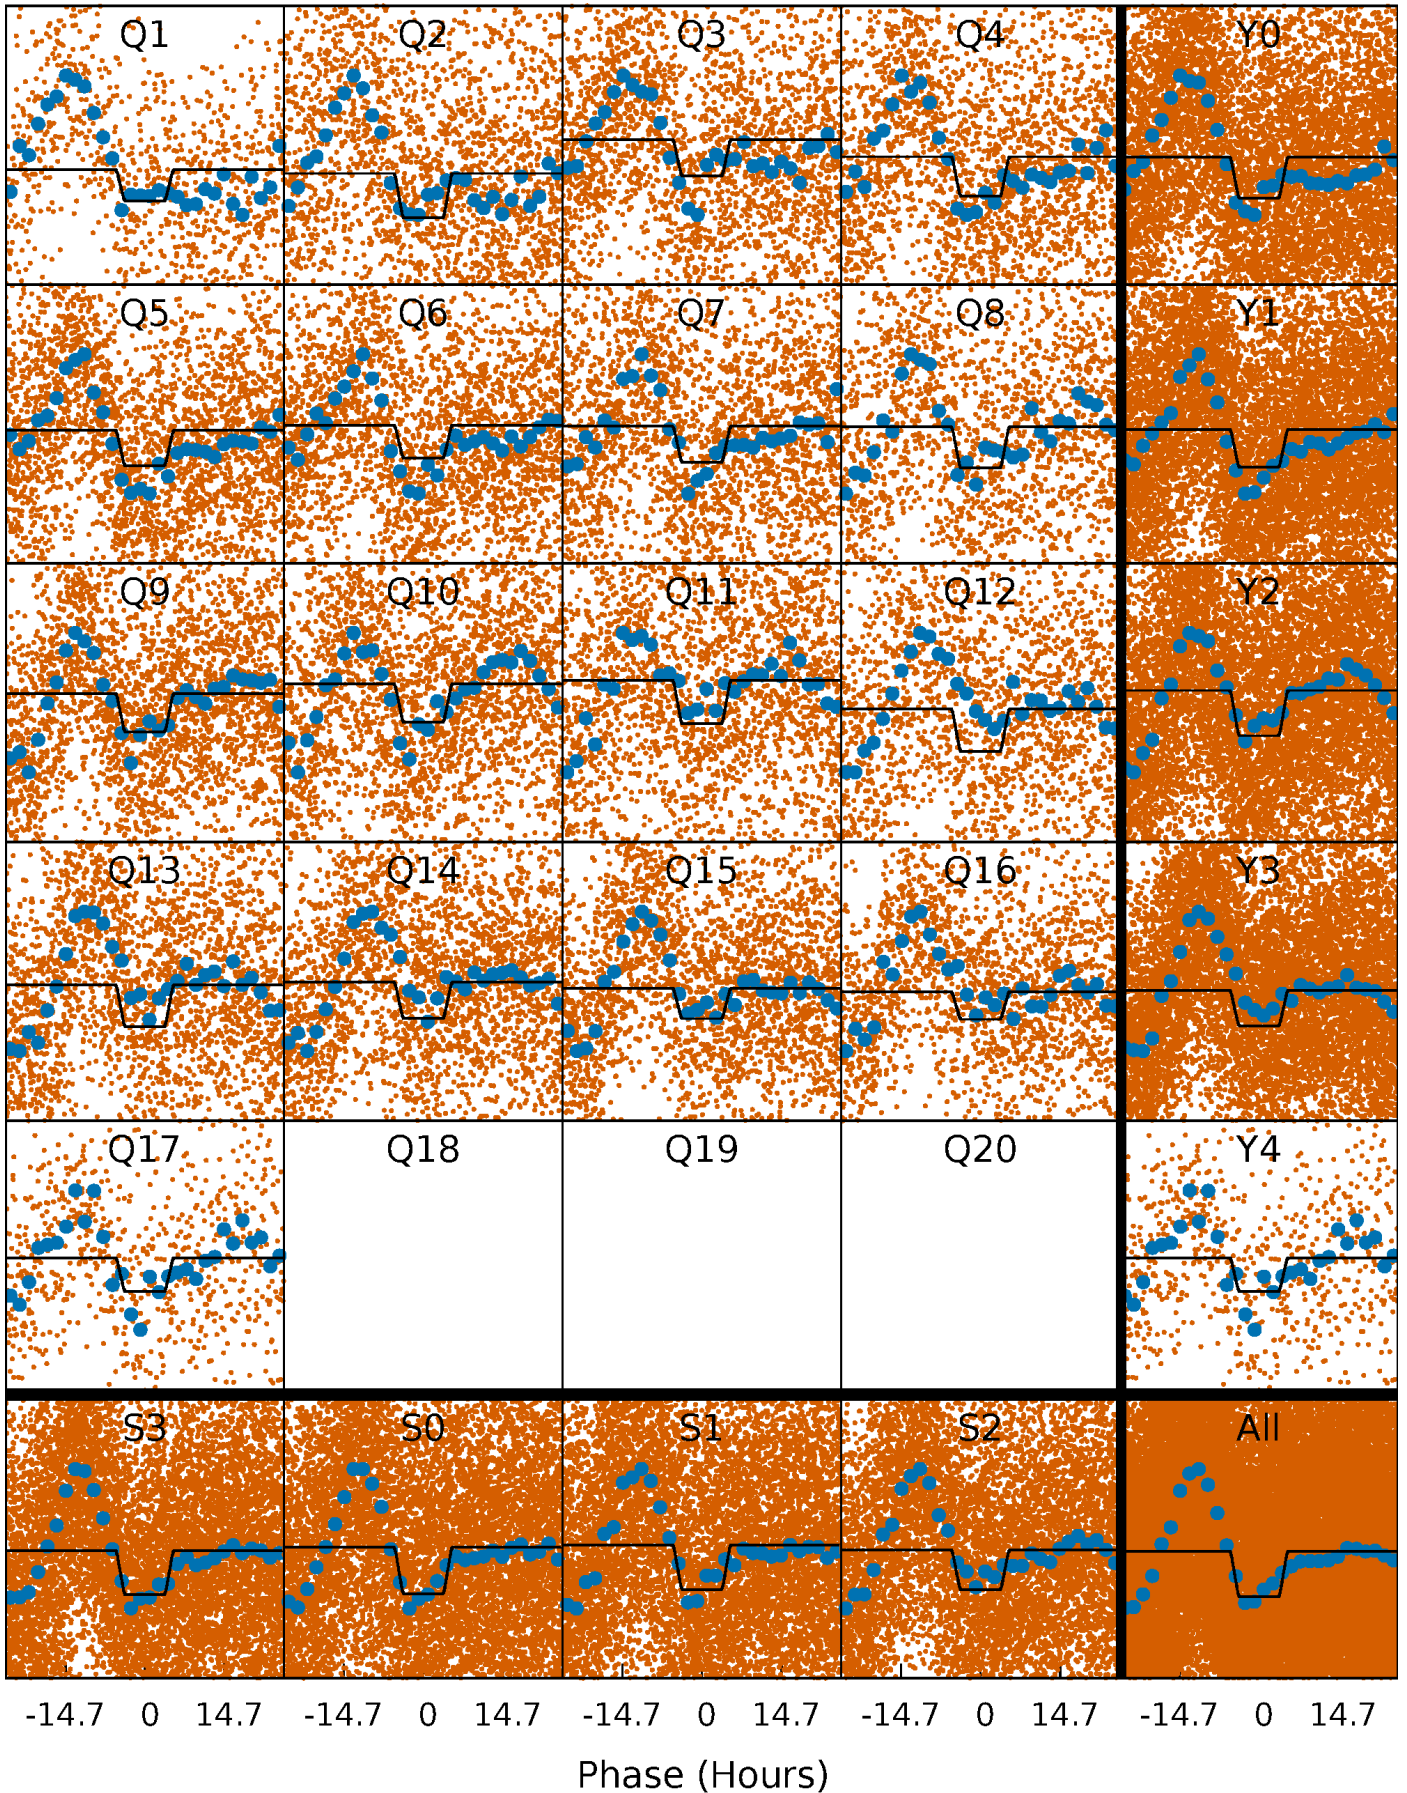 Q1 Q2 Q3 Q4 Y0
Q5 Q6 Q7 Q8 Y1
Q9 Q10 Q11 Q12 Y2
Q13 Q14 Q15 Q16 Y3
Q17 Q18 Q19 Q20 Y4
S3 S0 S1 S2 All
-14.7 0 14.7 -14.7 0 14.7 -14.7 0 14.7 -14.7 0 14.7 -14.7 0 14.7
Phase (Hours)